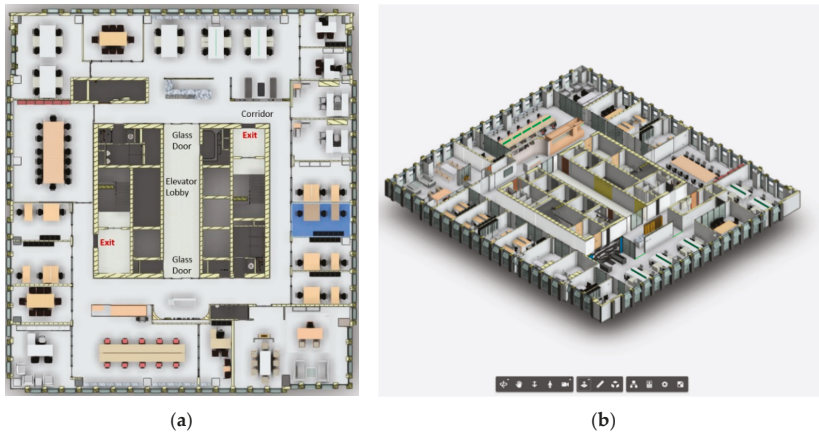 Corridor
Glass
Door
Exit
Elevator
Lobby
Exit
Glass
Door
(a)
(b)